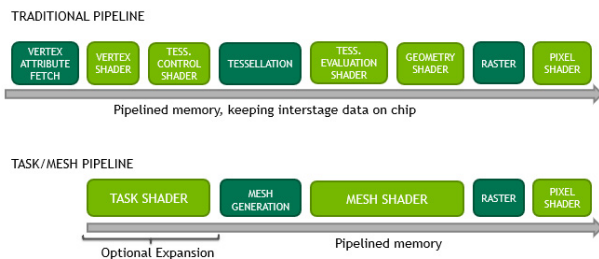 TRADITIONAL PIPELINE
VERTEX
ATTRIBUTE
FETCH
VERTEX
SHADER
TESS.
CONTROL
SHADER
TESSELLATION
TESS.
EVALUATION
SHADER
GEOMETRY
SHADER
RASTER
PIXEL
SHADER
Pipelined memory, keeping interstage data on chip
TASK/MESH PIPELINE
TASK SHADER
MESH
GENERATION
MESH SHADER
RASTER
PIXEL
SHADER
Optional Expansion
Pipelined memory